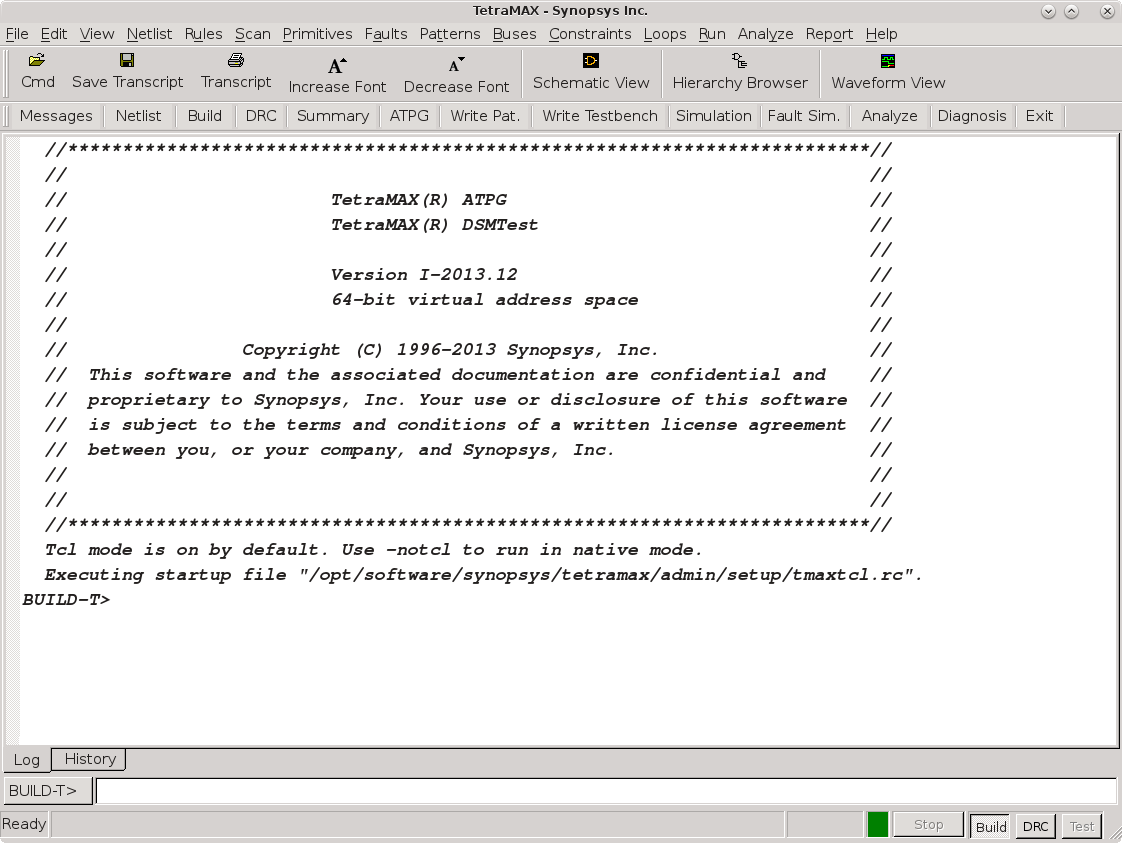 TetraMAX - Synopsys Inc.
File Edit View Netlist Rules Scan Primitives Faults Patterns Buses Constraints Loops Run Analyze Report Help
Cmd Save Transcript Transcript Increase Font Decrease Font Schematic View Hierarchy Browser Waveform View
Messages Netlist Build DRC Summary ATPG Write Pat. Write Testbench Simulation Fault Sim. Analyze Diagnosis Exit
//*************************************************************************//
// //
// TetraMAX(R) ATPG //
// TetraMAX(R) DSMTest //
// //
// Version I-2013.12 //
// 64-bit virtual address space //
// //
// Copyright (C) 1996-2013 Synopsys, Inc. //
// This software and the associated documentation are confidential and //
// proprietary to Synopsys, Inc. Your use or disclosure of this software //
// is subject to the terms and conditions of a written license agreement //
// between you, or your company, and Synopsys, Inc. //
// //
// //
//*************************************************************************//
Tcl mode is on by default. Use -notcl to run in native mode.
Executing startup file "/opt/software/synopsys/tetramax/admin/setup/tmaxtcl.rc".
BUILD-T>
Log History
BUILD-T>
Ready Stop Build DRC Test